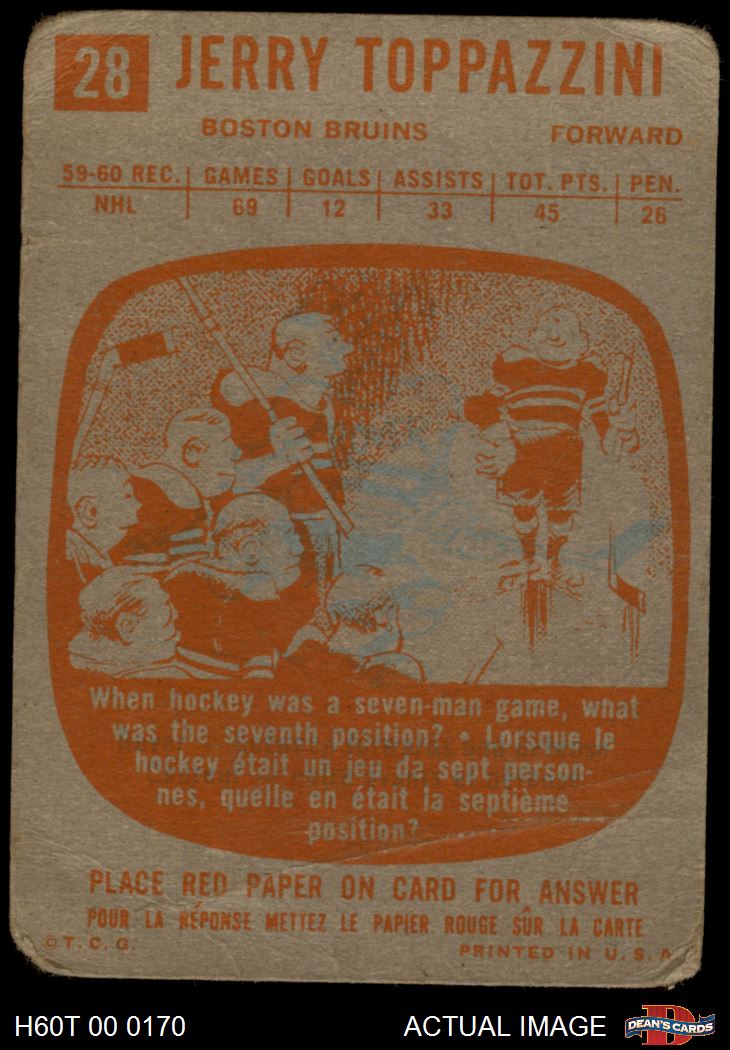 28 JERRY TOPPAZZINI
BOSTON BRUINS FORWARD
59-60 REC. GAMES GOALS ASSISTS TOT. PTS. PEN.
NHL 69 12 33 45 26
When hockey was a seven-man game, what
was the seventh position? • Lorsque le
hockey était un jeu de sept person-
nes, quelle en était la septième
position?
PLACE RED PAPER ON CARD FOR ANSWER
POUR LA RÉPONSE METTEZ LE PAPIER ROUGE SÛR LA CARTE
© T. C. G. PRINTED IN U. S. A.
H60T 00 0170 ACTUAL IMAGE DEAN'S CARDS